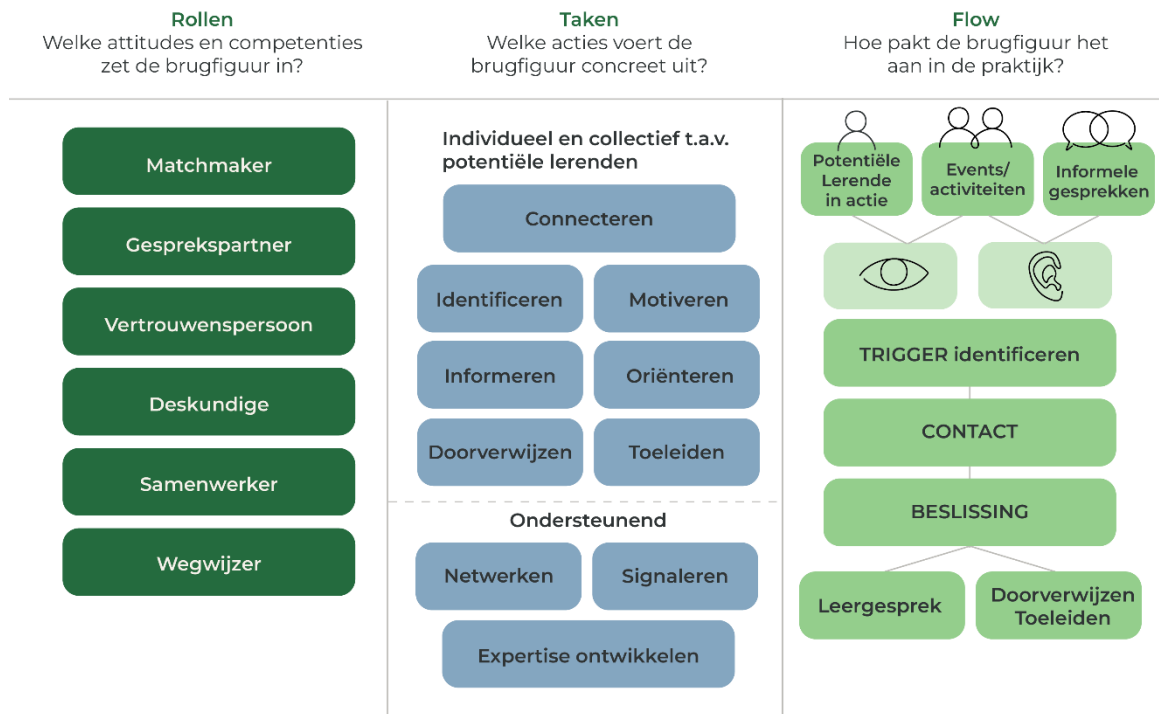 Rollen
Welke attitudes en competenties
zet de brugfiguur in?
Matchmaker
Gesprekspartner
Vertrouwenspersoon
Deskundige
Samenwerker
Wegwijzer
Taken
Welke acties voert de
brugfiguur concreet uit?
Individueel en collectief t.a.v.
potentiële lerenden
Connecteren
Identificeren
Motiveren
Informeren
Oriënteren
Doorverwijzen
Toeleiden
Ondersteunend
Netwerken
Signaleren
Expertise ontwikkelen
Flow
Hoe pakt de brugfiguur het
aan in de praktijk?
Potentiële
Lerende
in actie
Events/
activiteiten
Informele
gesprekken
TRIGGER identificeren
CONTACT
BESLISSING
Leergesprek
Doorverwijzen
Toeleiden